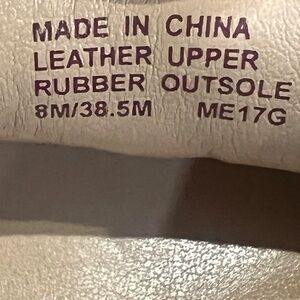 MADE IN CHINA
LEATHER UPPER
RUBBER OUTSOLE
8M/38.5M ME17G